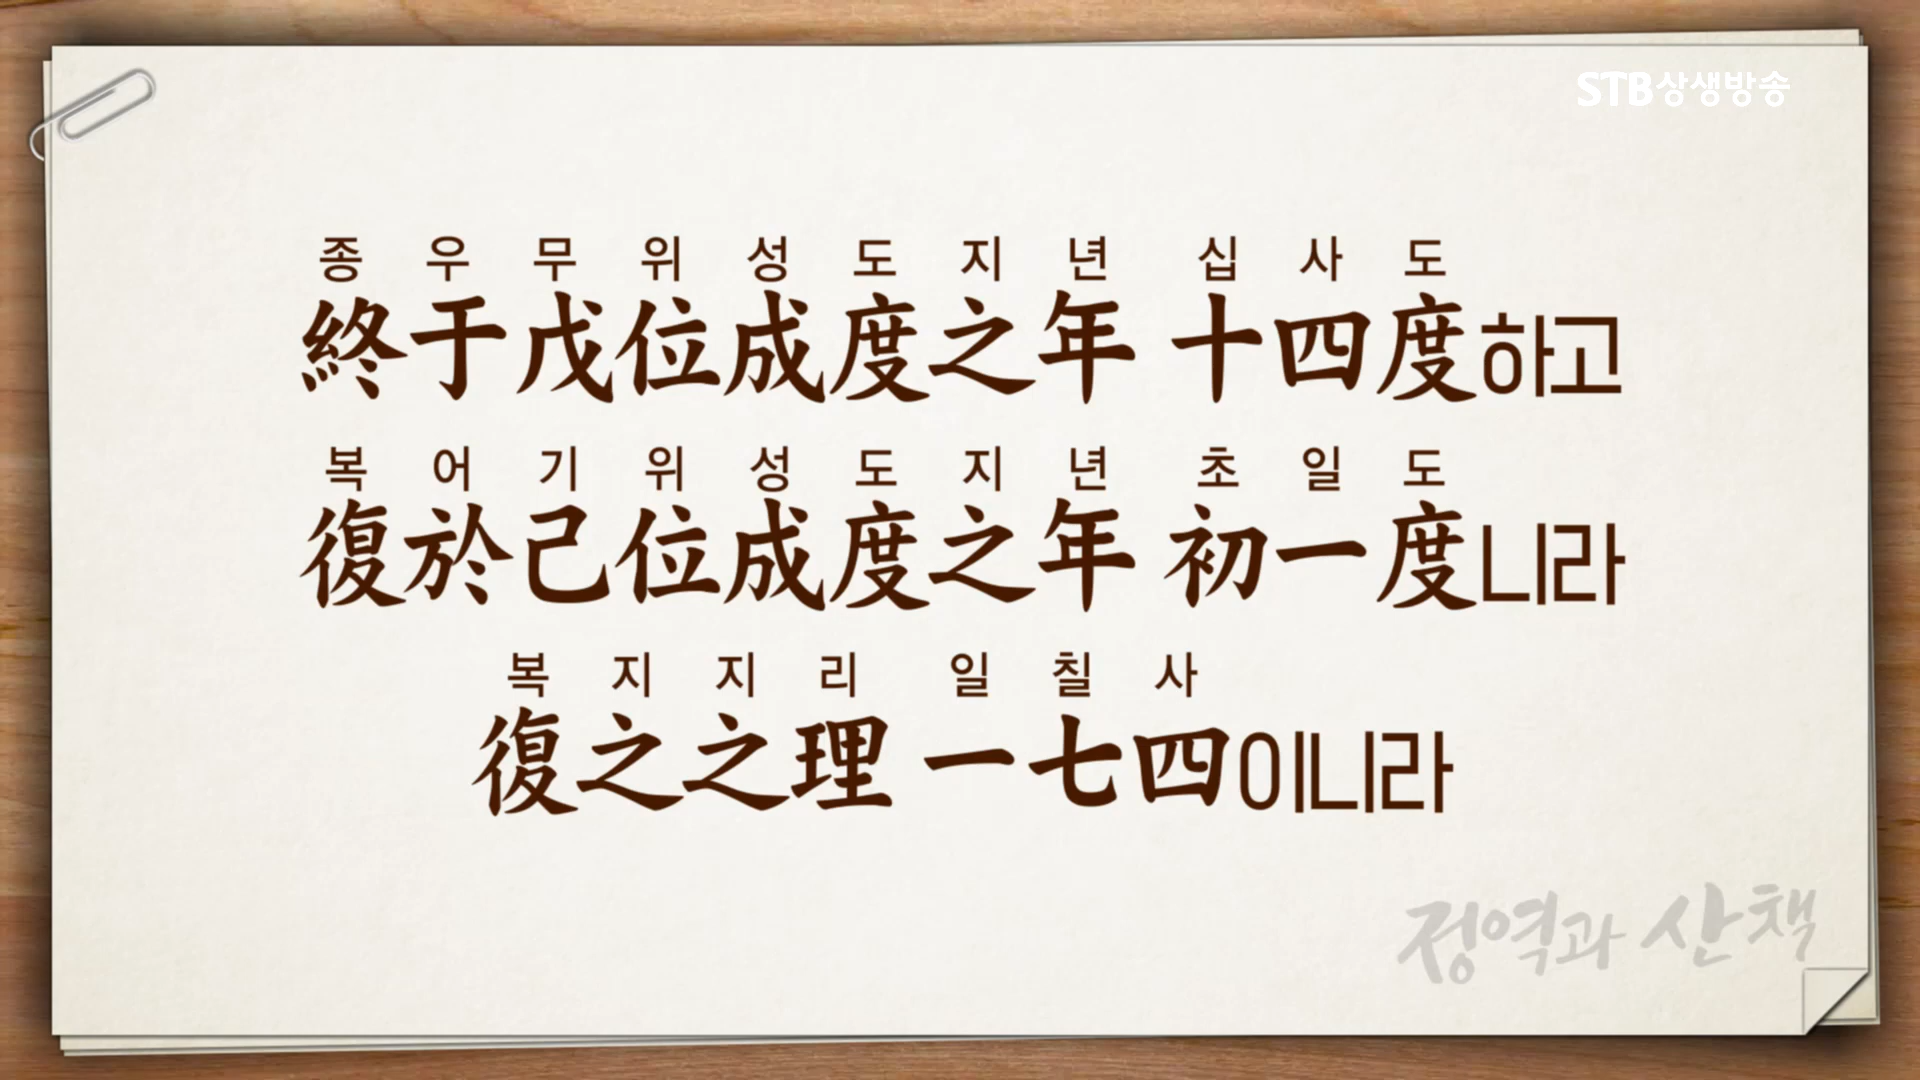 STB상생방송
종 우 무 위 성 도 지 년 십 사 도
終于戊位成度之年 十四度하고
복 어 기 위 성 도 지 년 초 일 도
復於己位成度之年 初一度니라
복 지 지 리 일 칠 사
復之之理 一七四이니라
정역과 산책